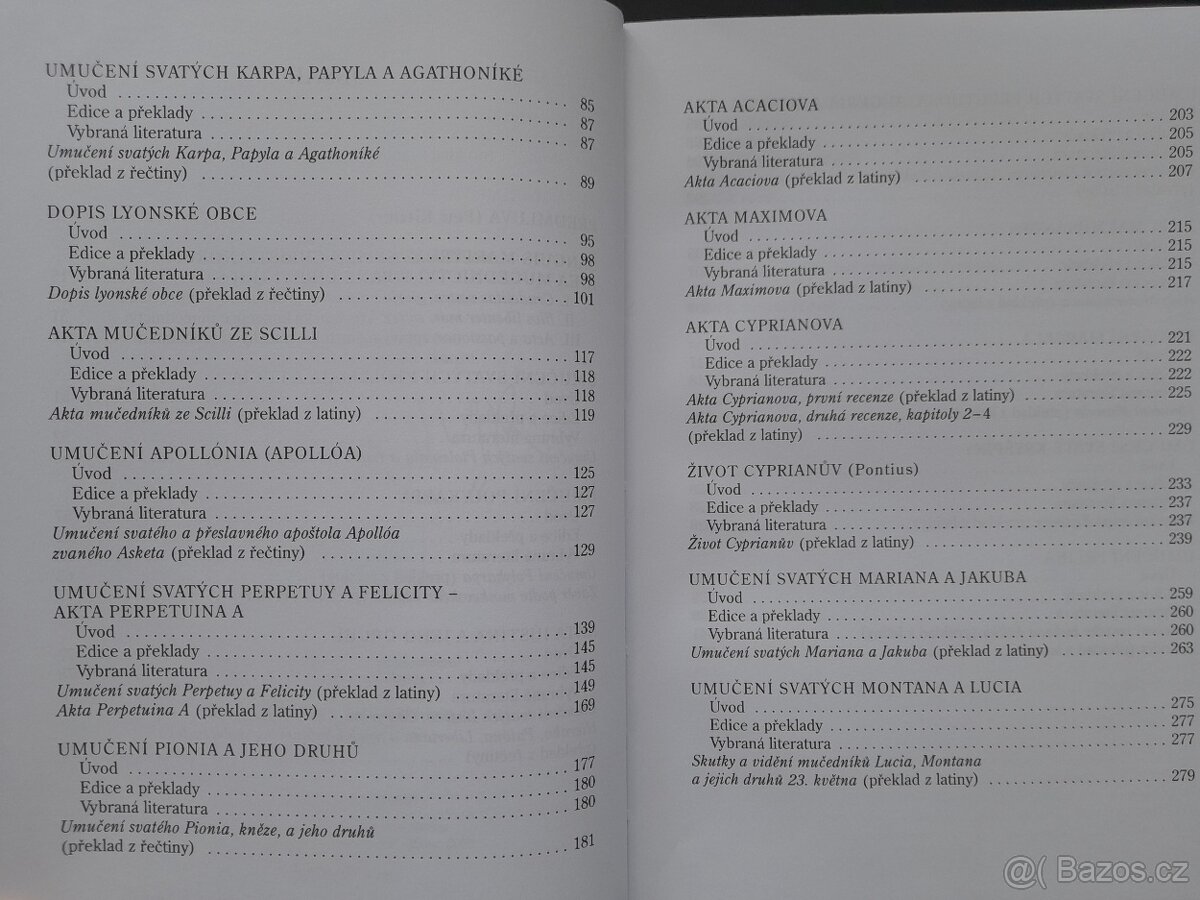 UMUČENÍ SVATÝCH KARPA, PAPYLA A AGATHONÍKÉ
Úvod . . . . . . . . . . . . . . . . . . . . 85
Edice a překlady . . . . . . . . . . . . . . . . . . . . 87
Vybraná literatura . . . . . . . . . . . . . . . . . . . . 87
Umučení svatých Karpa, Papyla a Agathoníké
(překlad z řečtiny) . . . . . . . . . . . . . . . . . . . . 89
DOPIS LYONSKÉ OBCE
Úvod . . . . . . . . . . . . . . . . . . . . 95
Edice a překlady . . . . . . . . . . . . . . . . . . . . 98
Vybraná literatura . . . . . . . . . . . . . . . . . . . . 98
Dopis lyonské obce (překlad z řečtiny) . . . . . . . . . . . . . . . . . . . . 101
AKTA MUČEDNÍKŮ ZE SCILLI
Úvod . . . . . . . . . . . . . . . . . . . . 117
Edice a překlady . . . . . . . . . . . . . . . . . . . . 118
Vybraná literatura . . . . . . . . . . . . . . . . . . . . 118
Akta mučedníků ze Scilli (překlad z latiny) . . . . . . . . . . . . . . . . . . . . 119
UMUČENÍ APOLLÓNIA (APOLLÓA)
Úvod . . . . . . . . . . . . . . . . . . . . 125
Edice a překlady . . . . . . . . . . . . . . . . . . . . 127
Vybraná literatura . . . . . . . . . . . . . . . . . . . . 127
Umučení svatého a přeslavného apoštola Apollóa
zvaného Asketa (překlad z řečtiny) . . . . . . . . . . . . . . . . . . . . 129
UMUČENÍ SVATÝCH PERPETUY A FELICITY –
AKTA PERPETUINA A
Úvod . . . . . . . . . . . . . . . . . . . . 139
Edice a překlady . . . . . . . . . . . . . . . . . . . . 145
Vybraná literatura . . . . . . . . . . . . . . . . . . . . 145
Umučení svatých Perpetuy a Felicity (překlad z latiny) . . . . . . . . . . 149
Akta Perpetuina A (překlad z latiny) . . . . . . . . . . . . . . . . . . . . 169
UMUČENÍ PIONIA A JEHO DRUHŮ
Úvod . . . . . . . . . . . . . . . . . . . . 177
Edice a překlady . . . . . . . . . . . . . . . . . . . . 180
Vybraná literatura . . . . . . . . . . . . . . . . . . . . 180
Umučení svatého Pionia, kněze, a jeho druhů
(překlad z řečtiny) . . . . . . . . . . . . . . . . . . . . 181
AKTA ACACIOVA
Úvod . . . . . . . . . . . . . . . . . . . . 203
Edice a překlady . . . . . . . . . . . . . . . . . . . . 205
Vybraná literatura . . . . . . . . . . . . . . . . . . . . 205
Akta Acaciova (překlad z latiny) . . . . . . . . . . . . . . . . . . . . 207
AKTA MAXIMOVA
Úvod . . . . . . . . . . . . . . . . . . . . 215
Edice a překlady . . . . . . . . . . . . . . . . . . . . 215
Vybraná literatura . . . . . . . . . . . . . . . . . . . . 215
Akta Maximova (překlad z latiny) . . . . . . . . . . . . . . . . . . . . 217
AKTA CYPRIANOVA
Úvod . . . . . . . . . . . . . . . . . . . . 221
Edice a překlady . . . . . . . . . . . . . . . . . . . . 222
Vybraná literatura . . . . . . . . . . . . . . . . . . . . 222
Akta Cyprianova, první recenze (překlad z latiny) . . . . . . . . . . 225
Akta Cyprianova, druhá recenze, kapitoly 2–4
(překlad z latiny) . . . . . . . . . . . . . . . . . . . . 229
ŽIVOT CYPRIANŮV (Pontius)
Úvod . . . . . . . . . . . . . . . . . . . . 233
Edice a překlady . . . . . . . . . . . . . . . . . . . . 237
Vybraná literatura . . . . . . . . . . . . . . . . . . . . 237
Život Cyprianův (překlad z latiny) . . . . . . . . . . . . . . . . . . . . 239
UMUČENÍ SVATÝCH MARIANA A JAKUBA
Úvod . . . . . . . . . . . . . . . . . . . . 259
Edice a překlady . . . . . . . . . . . . . . . . . . . . 260
Vybraná literatura . . . . . . . . . . . . . . . . . . . . 260
Umučení svatých Mariana a Jakuba (překlad z latiny) . . . . . . . . . . 263
UMUČENÍ SVATÝCH MONTANA A LUCIA
Úvod . . . . . . . . . . . . . . . . . . . . 275
Edice a překlady . . . . . . . . . . . . . . . . . . . . 277
Vybraná literatura . . . . . . . . . . . . . . . . . . . . 277
Skutky a vidění mučedníků Lucia, Montana
a jejich druhů 23. května (překlad z latiny) . . . . . . . . . . . . . . . 279
@( Bazos.cz